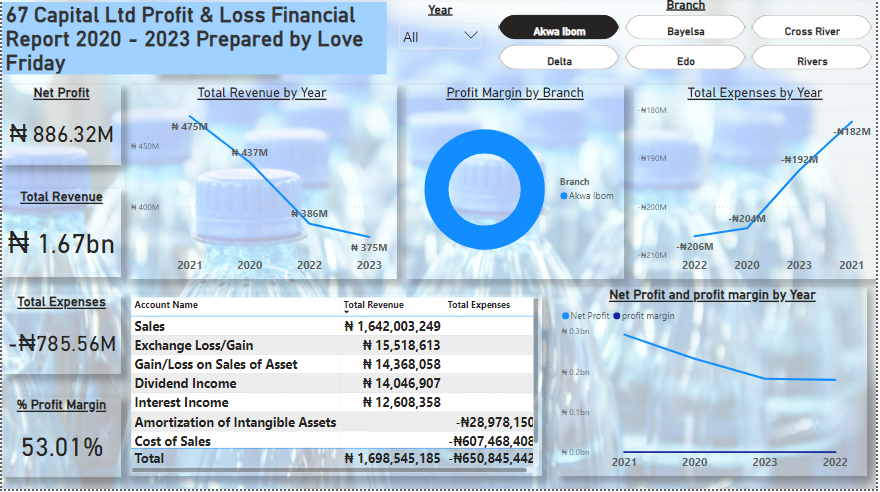 67 Capital Ltd Profit & Loss Financial
Report 2020 - 2023 Prepared by Love
Friday
Year
All
Branch
Akwa Ibom
Bayelsa
Cross River
Delta
Edo
Rivers
Net Profit
₦ 886.32M
Total Revenue
₦ 1.67bn
Total Expenses
-₦785.56M
% Profit Margin
53.01%
Total Revenue by Year
₦ 450M
₦ 400M
₦ 475M
₦ 437M
₦ 386M
₦ 375M
2021 2020 2022 2023
Profit Margin by Branch
Branch
Akwa Ibom
Total Expenses by Year
-₦180M
-₦190M
-₦200M
-₦210M
-₦206M
-₦204M
-₦192M
-₦182M
2022 2020 2023 2021
Account Name Total Revenue Total Expenses
Sales ₦ 1,642,003,249
Exchange Loss/Gain ₦ 15,518,613
Gain/Loss on Sales of Asset ₦ 14,368,058
Dividend Income ₦ 14,046,907
Interest Income ₦ 12,608,358
Amortization of Intangible Assets -₦28,978,150
Cost of Sales -₦607,468,408
Total ₦ 1,698,545,185 -₦650,845,442
Net Profit and profit margin by Year
Net Profit profit margin
₦ 0.3bn
₦ 0.2bn
₦ 0.1bn
₦ 0.0bn
2021 2020 2023 2022